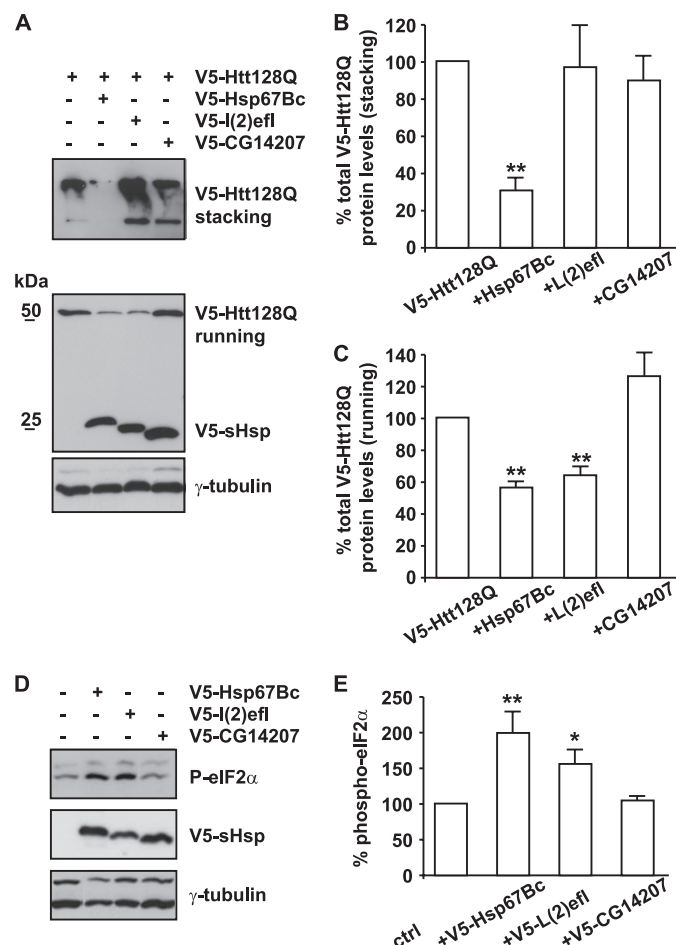 A
+ + + + V5-Htt128Q
- + - - V5-Hsp67Bc
- - + - V5-l(2)efl
- - - + V5-CG14207
V5-Htt128Q
stacking
kDa
50
V5-Htt128Q
running
25
V5-sHsp
γ-tubulin
B
% total V5-Htt128Q
protein levels (stacking)
120
100
80
60
40
20
0
**
V5-Htt128Q
+Hsp67Bc
+L(2)efl
+CG14207
C
% total V5-Htt128Q
protein levels (running)
140
120
100
80
60
40
20
0
**
**
V5-Htt128Q
+Hsp67Bc
+L(2)efl
+CG14207
D
- + - - V5-Hsp67Bc
- - + - V5-l(2)efl
- - - + V5-CG14207
P-eIF2α
V5-sHsp
γ-tubulin
E
% phospho-eIF2α
250
200
150
100
50
0
**
*
ctrl
+V5-Hsp67Bc
+V5-L(2)efl
+V5-CG14207